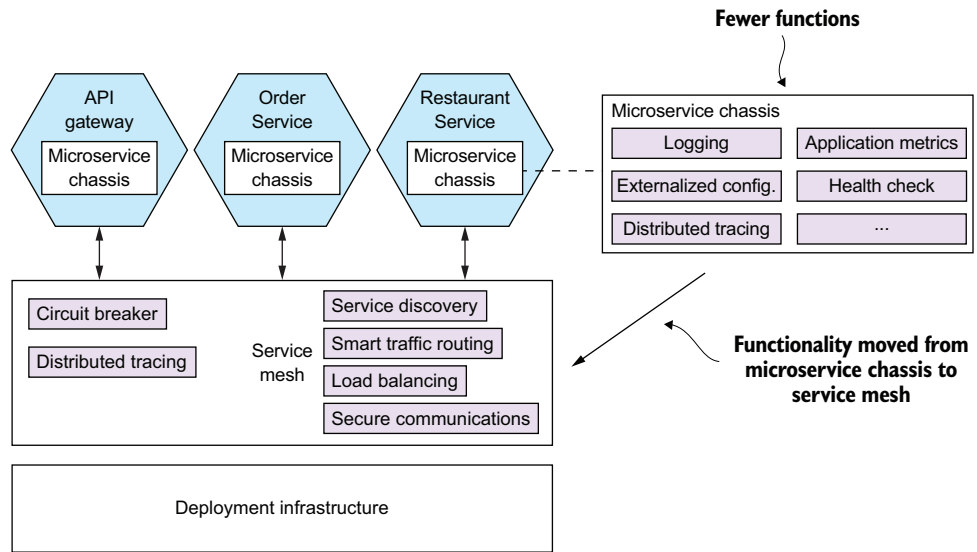 Fewer functions
API
gateway
Microservice
chassis
Order
Service
Microservice
chassis
Restaurant
Service
Microservice
chassis
Microservice chassis
Logging
Application metrics
Externalized config.
Health check
Distributed tracing
...
Circuit breaker
Distributed tracing
Service
mesh
Service discovery
Smart traffic routing
Load balancing
Secure communications
Functionality moved from
microservice chassis to
service mesh
Deployment infrastructure